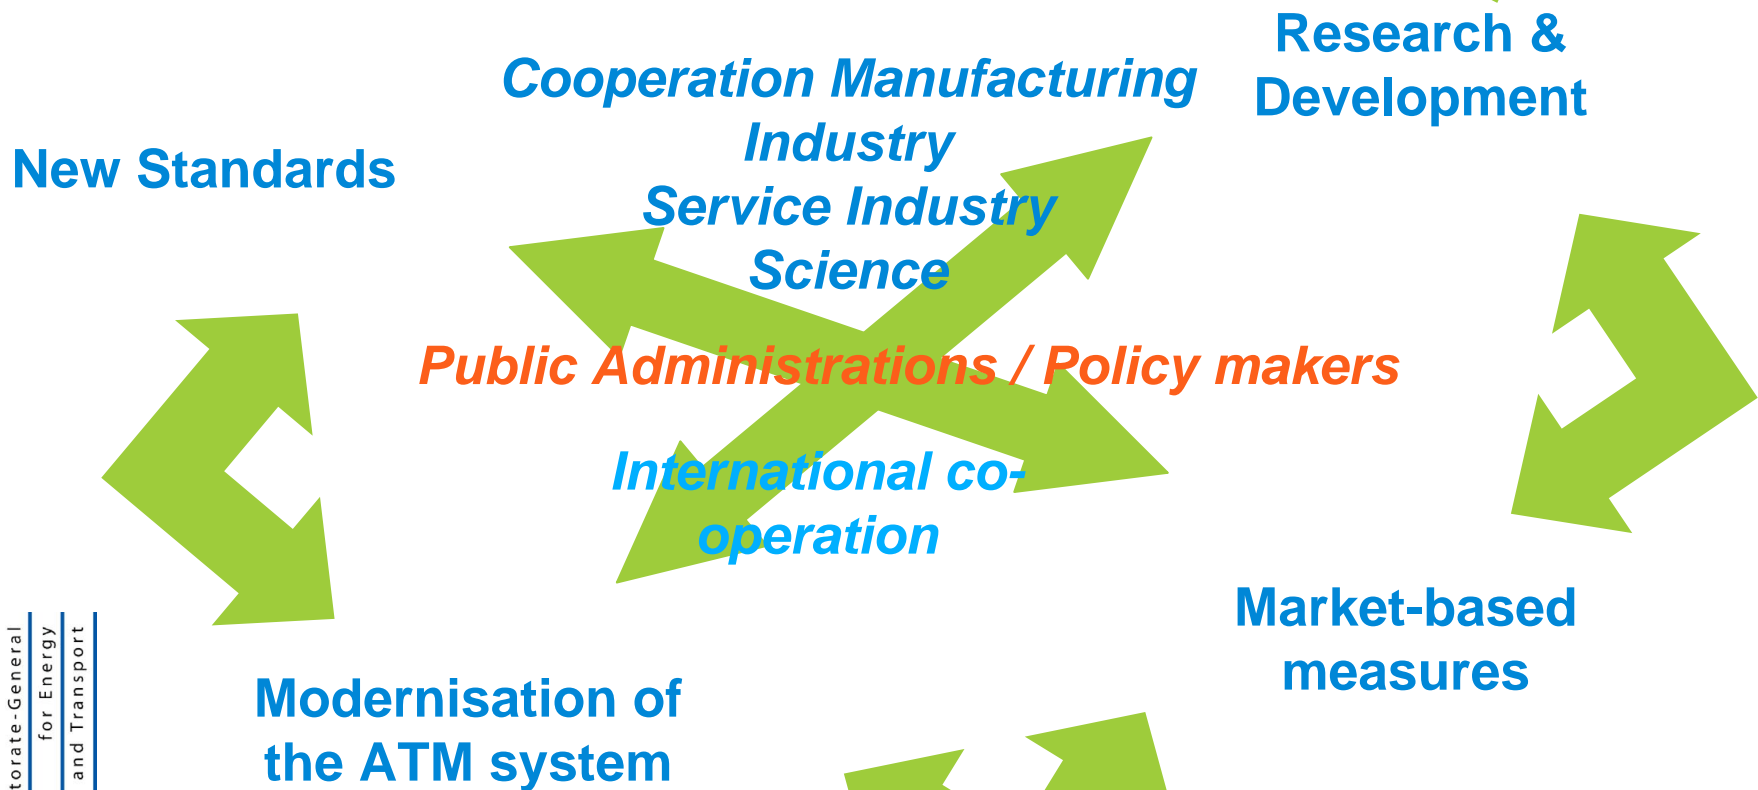 Research &
Development
Cooperation Manufacturing
Industry
Service Industry
Science
New Standards
Public Administrations / Policy makers
International co-
operation
Market-based
measures
Modernisation of
the ATM system
torate-General
for Energy
and Transport